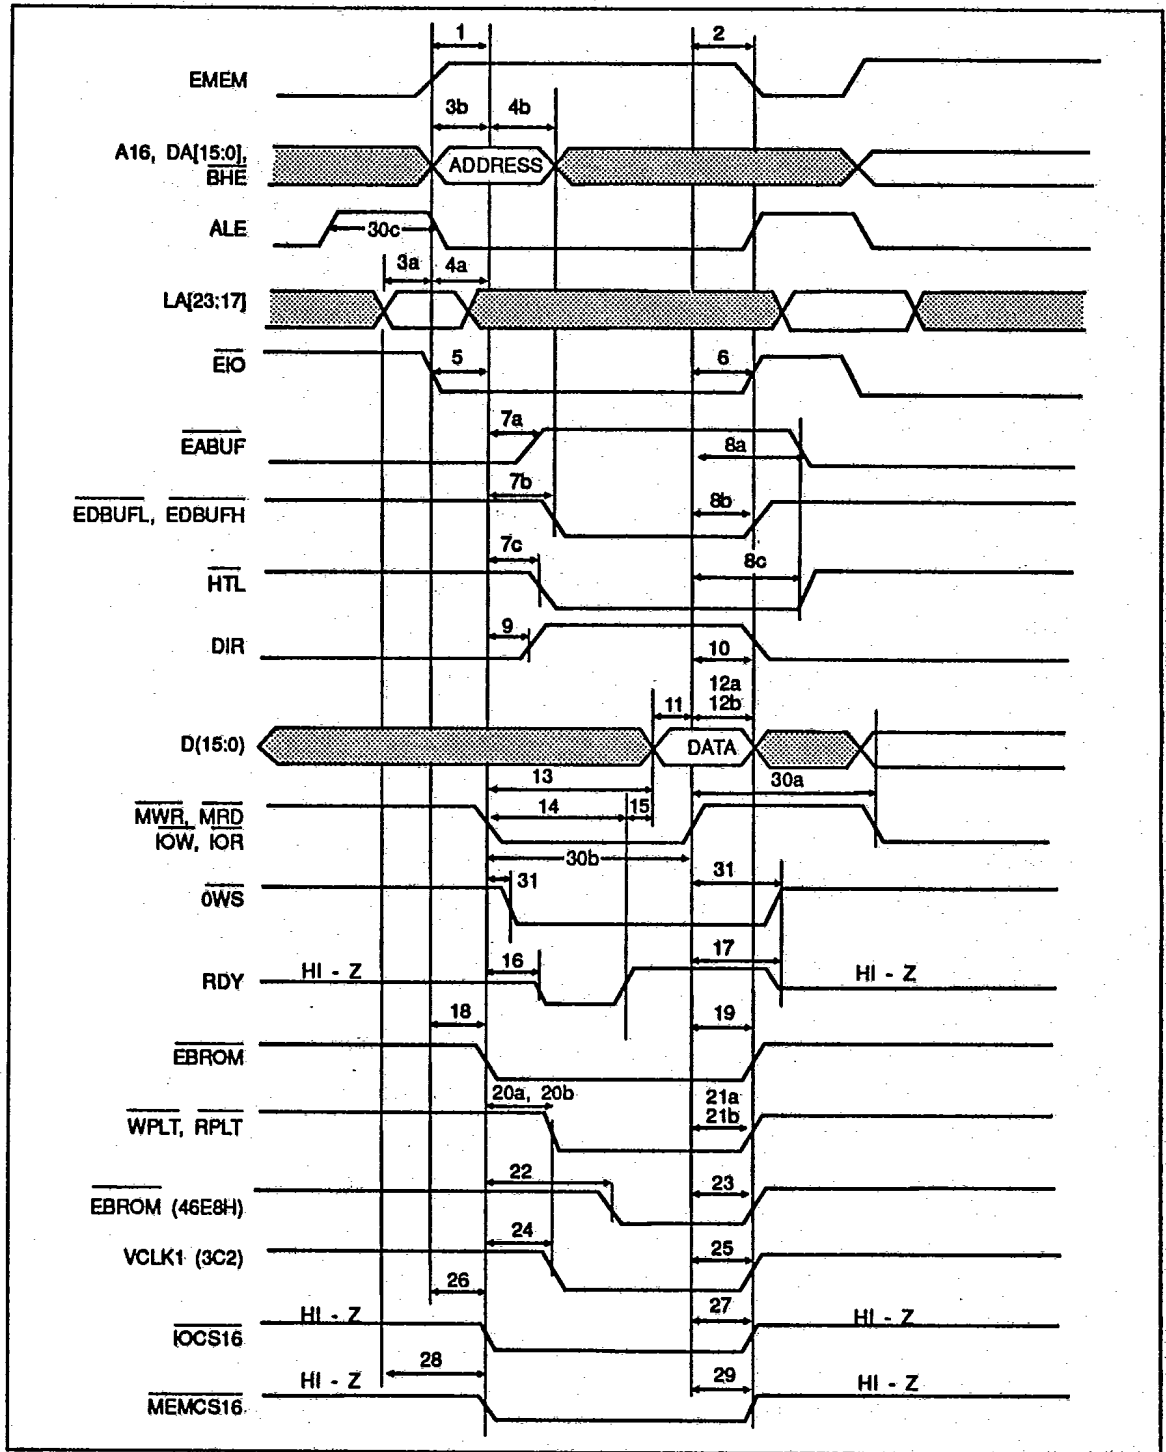 1 2
EMEM
3b 4b
A16, DA[15:0],
BHE
ADDRESS
ALE
30c
3a 4a
LA[23:17]
EIO
5 6
7a
EABUF
8a
7b
EDBUFL, EDBUFH
8b
7c
8c
HTL
9
DIR
10
12a
11 12b
D(15:0)
DATA
13 30a
MWR, MRD
14 15
IOW, IOR
30b
31 31
0WS
16 17
RDY
HI - Z HI - Z
18 19
EBROM
20a, 20b 21a
WPLT, RPLT
21b
22 23
EBROM (46E8H)
24 25
VCLK1 (3C2)
26 27
HI - Z HI - Z
IOCS16
28 29
HI - Z HI - Z
MEMCS16